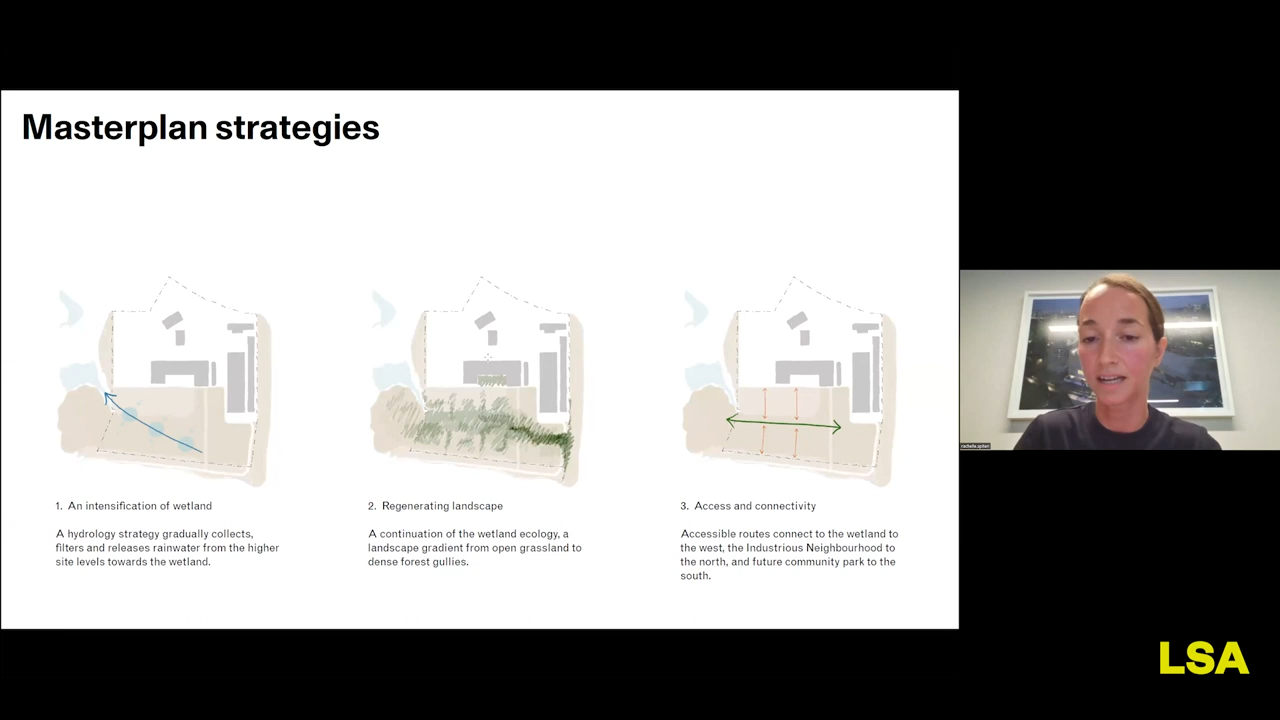 Masterplan strategies
1. An intensification of wetland
A hydrology strategy gradually collects,
filters and releases rainwater from the higher
site levels towards the wetland.
2. Regenerating landscape
A continuation of the wetland ecology, a
landscape gradient from open grassland to
dense forest gullies.
3. Access and connectivity
Accessible routes connect to the wetland to
the west, the Industrious Neighbourhood to
the north, and future community park to the
south.
LSA